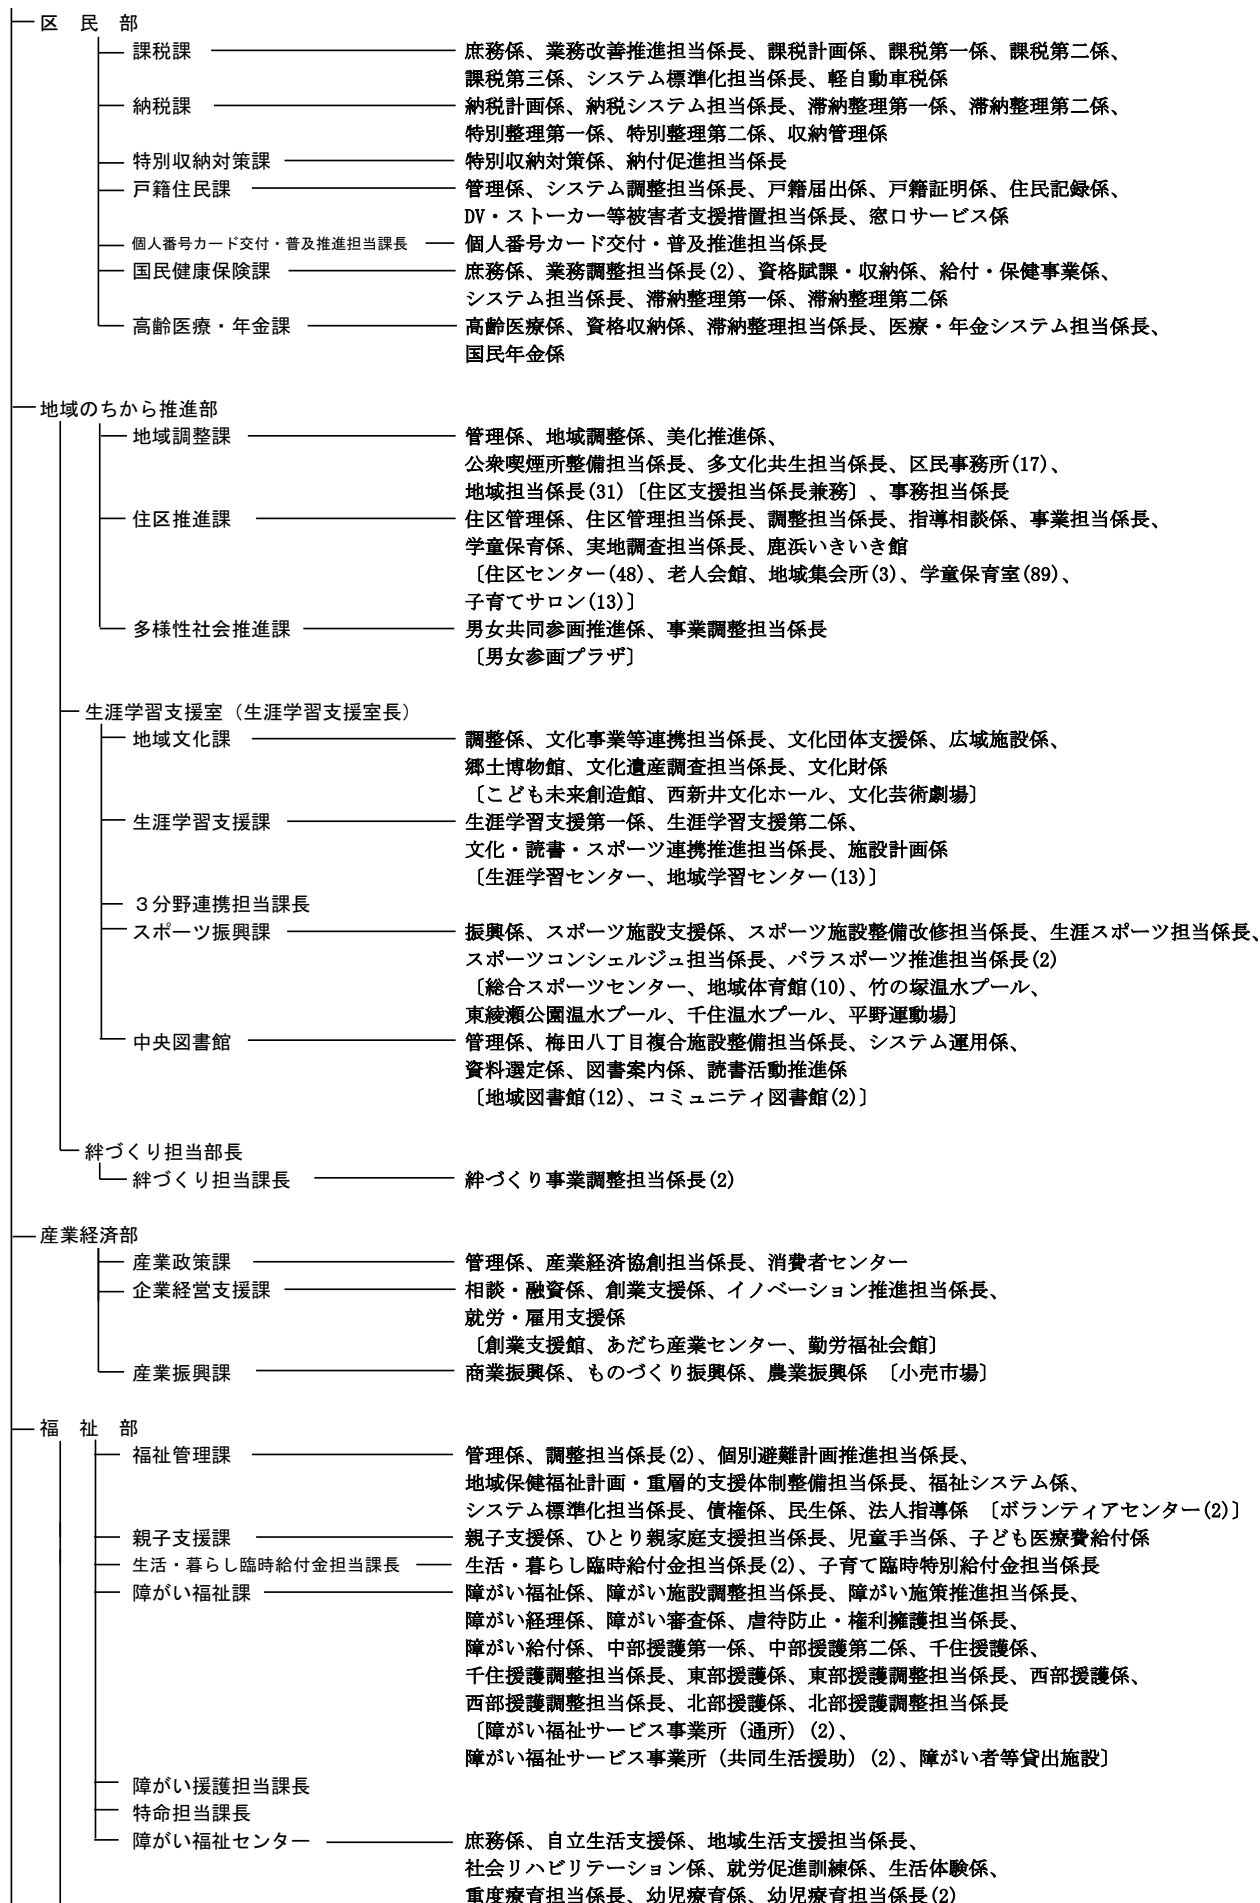 区　民　部
課税課　庶務係、業務改善推進担当係長、課税計画係、課税第一係、課税第二係、
課税第三係、システム標準化担当係長、軽自動車税係
納税課　納税計画係、納税システム担当係長、滞納整理第一係、滞納整理第二係、
特別整理第一係、特別整理第二係、収納管理係
特別収納対策課　特別収納対策係、納付促進担当係長
戸籍住民課　管理係、システム調整担当係長、戸籍届出係、戸籍証明係、住民記録係、
DV・ストーカー等被害者支援措置担当係長、窓口サービス係
個人番号カード交付・普及推進担当課長　個人番号カード交付・普及推進担当係長
国民健康保険課　庶務係、業務調整担当係長(2)、資格賦課・収納係、給付・保健事業係、
システム担当係長、滞納整理第一係、滞納整理第二係
高齢医療・年金課　高齢医療係、資格収納係、滞納整理担当係長、医療・年金システム担当係長、
国民年金係
地域のちから推進部
地域調整課　管理係、地域調整係、美化推進係、
公衆喫煙所整備担当係長、多文化共生担当係長、区民事務所(17)、
地域担当係長(31)〔住区支援担当係長兼務〕、事務担当係長
住区推進課　住区管理係、住区管理担当係長、調整担当係長、指導相談係、事業担当係長、
学童保育係、実地調査担当係長、鹿浜いきいき館
〔住区センター(48)、老人会館、地域集会所(3)、学童保育室(89)、
子育てサロン(13)〕
多様性社会推進課　男女共同参画推進係、事業調整担当係長
〔男女参画プラザ〕
生涯学習支援室（生涯学習支援室長）
地域文化課　調整係、文化事業等連携担当係長、文化団体支援係、広域施設係、
郷土博物館、文化遺産調査担当係長、文化財係
〔こども未来創造館、西新井文化ホール、文化芸術劇場〕
生涯学習支援課　生涯学習支援第一係、生涯学習支援第二係、
文化・読書・スポーツ連携推進担当係長、施設計画係
〔生涯学習センター、地域学習センター(13)〕
３分野連携担当課長
スポーツ振興課　振興係、スポーツ施設支援係、スポーツ施設整備改修担当係長、生涯スポーツ担当係長、
スポーツコンシェルジュ担当係長、パラスポーツ推進担当係長(2)
〔総合スポーツセンター、地域体育館(10)、竹の塚温水プール、
東綾瀬公園温水プール、千住温水プール、平野運動場〕
中央図書館　管理係、梅田八丁目複合施設整備担当係長、システム運用係、
資料選定係、図書案内係、読書活動推進係
〔地域図書館(12)、コミュニティ図書館(2)〕
絆づくり担当部長
絆づくり担当課長　絆づくり事業調整担当係長(2)
産業経済部
産業政策課　管理係、産業経済協創担当係長、消費者センター
企業経営支援課　相談・融資係、創業支援係、イノベーション推進担当係長、
就労・雇用支援係
〔創業支援館、あだち産業センター、勤労福祉会館〕
産業振興課　商業振興係、ものづくり振興係、農業振興係　〔小売市場〕
福　祉　部
福祉管理課　管理係、調整担当係長(2)、個別避難計画推進担当係長、
地域保健福祉計画・重層的支援体制整備担当係長、福祉システム係、
システム標準化担当係長、債権係、民生係、法人指導係　〔ボランティアセンター(2)〕
親子支援課　親子支援係、ひとり親家庭支援担当係長、児童手当係、子ども医療費給付係
生活・暮らし臨時給付金担当課長　生活・暮らし臨時給付金担当係長(2)、子育て臨時特別給付金担当係長
障がい福祉課　障がい福祉係、障がい施設調整担当係長、障がい施策推進担当係長、
障がい経理係、障がい審査係、虐待防止・権利擁護担当係長、
障がい給付係、中部援護第一係、中部援護第二係、千住援護係、
千住援護調整担当係長、東部援護係、東部援護調整担当係長、西部援護係、
西部援護調整担当係長、北部援護係、北部援護調整担当係長
〔障がい福祉サービス事業所（通所）(2)、
障がい福祉サービス事業所（共同生活援助）(2)、障がい者等貸出施設〕
障がい援護担当課長
特命担当課長
障がい福祉センター　庶務係、自立生活支援係、地域生活支援担当係長、
社会リハビリテーション係、就労促進訓練係、生活体験係、
重度療育担当係長、幼児療育係、幼児療育担当係長(2)